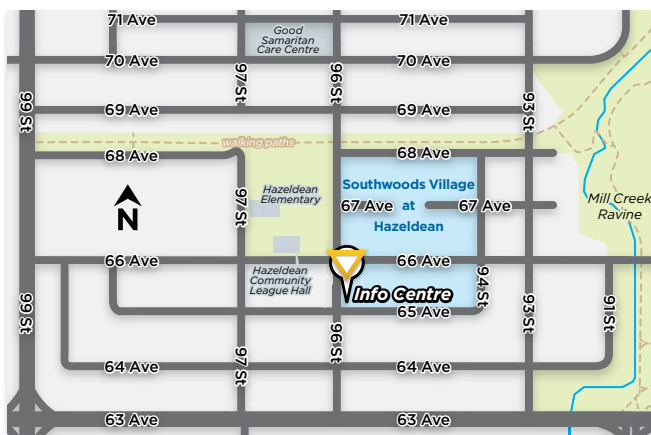 71 Ave
71 Ave
Good
Samaritan
Care Centre
70 Ave
70 Ave
97 St
96 St
99 St
93 St
69 Ave
69 Ave
walking paths
68 Ave
68 Ave
Southwoods Village
at
Hazeldean
Hazeldean
Elementary
97 St
67 Ave
67 Ave
Mill Creek
Ravine
N
66 Ave
66 Ave
Hazeldean
Community
League Hall
94 St
Info Centre
65 Ave
99 St
96 St
93 St
91 St
97 St
64 Ave
64 Ave
63 Ave
63 Ave